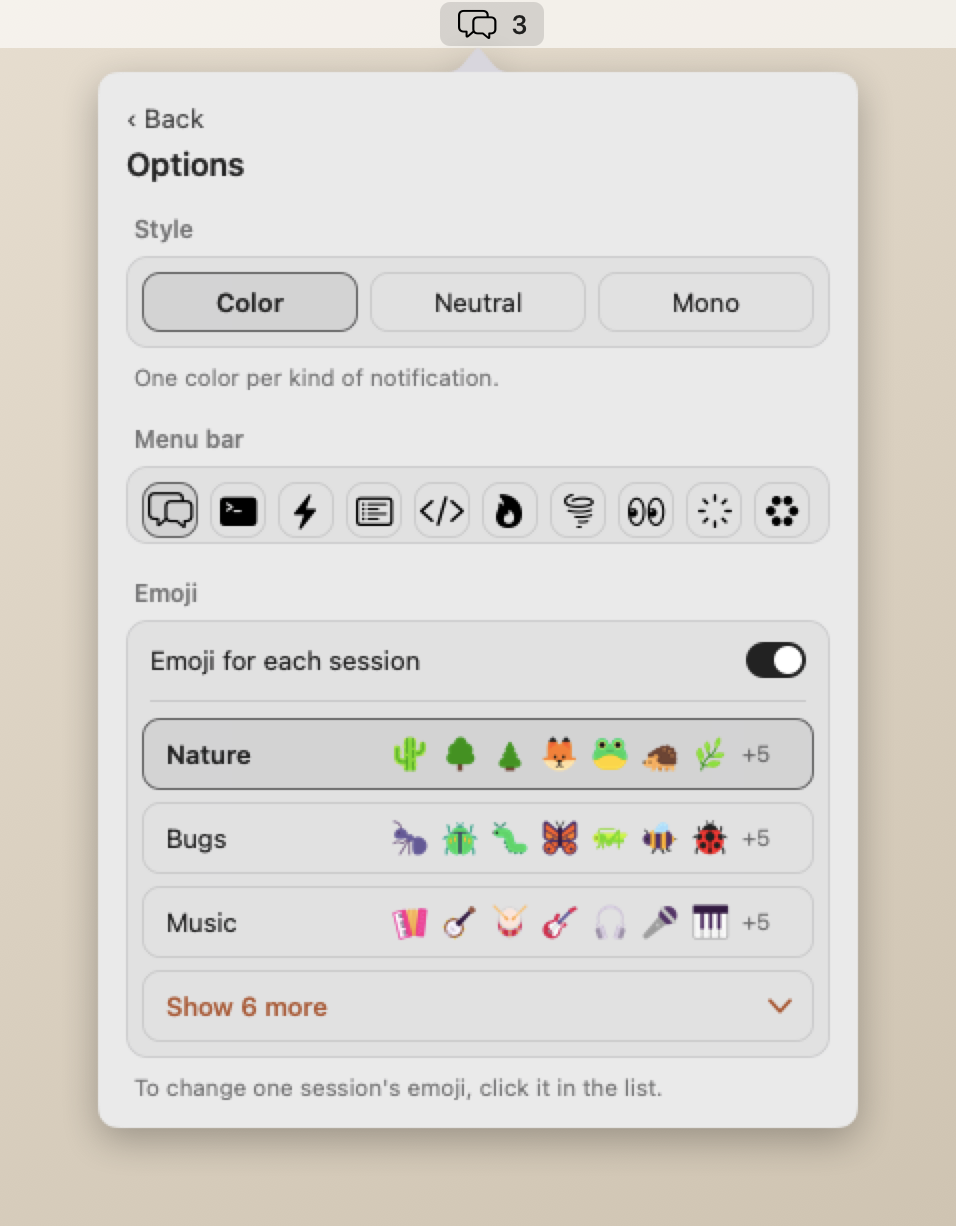 3
‹ Back
Options
Style
Color Neutral Mono
One color per kind of notification.
Menu bar
>_ </>
Emoji
Emoji for each session
Nature +5
Bugs +5
Music +5
Show 6 more
To change one session's emoji, click it in the list.